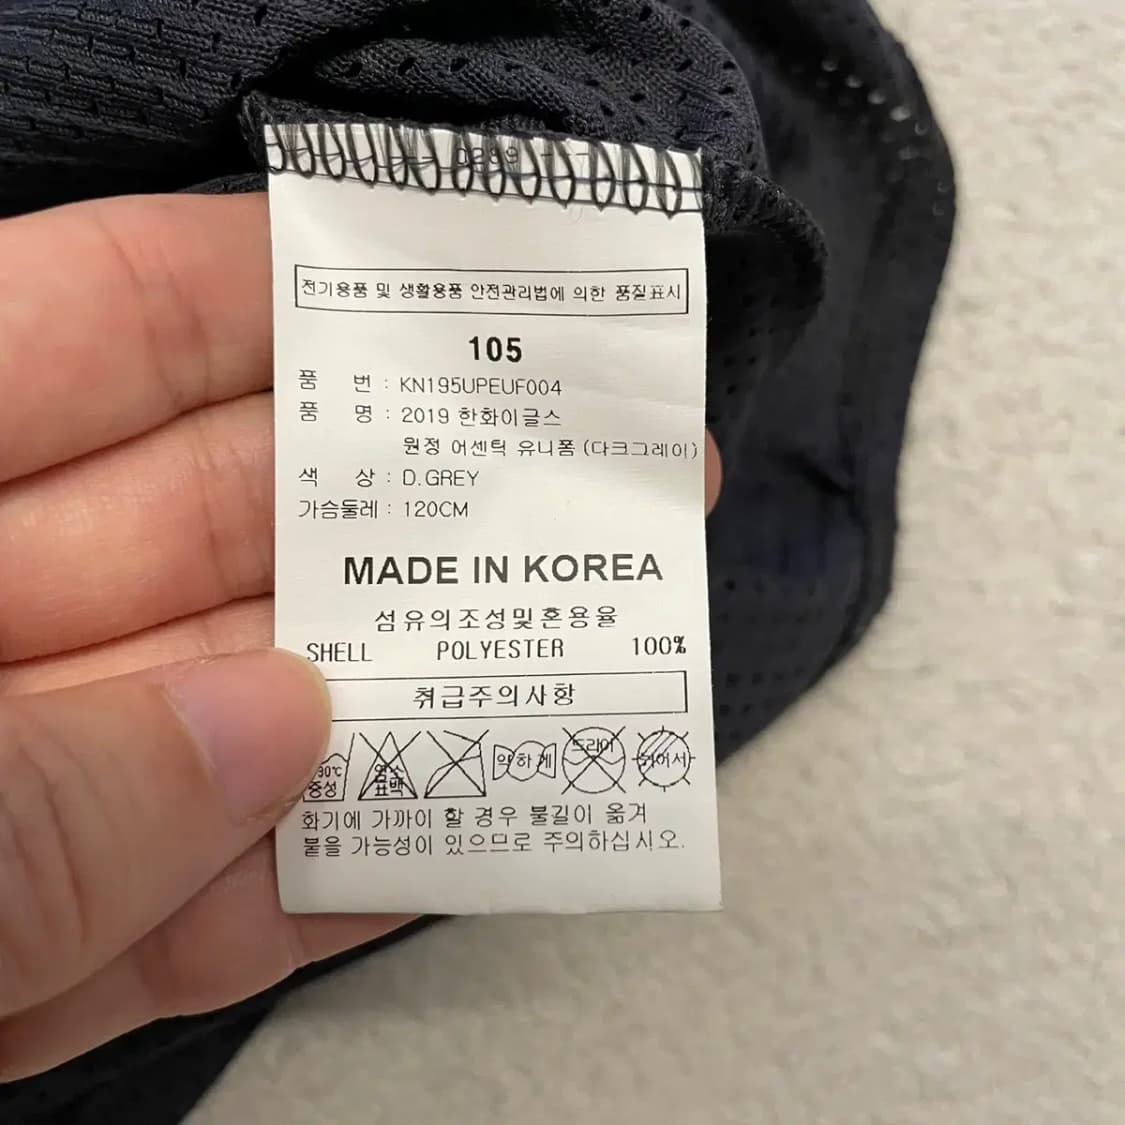 0289
전기용품 및 생활용품 안전관리법에 의한 품질표시
105
품 번 : KN195UPEUF004
품 명 : 2019 한화이글스
원정 어센틱 유니폼 (다크그레이)
색 상 : D.GREY
가슴둘레 : 120CM
MADE IN KOREA
섬유의조성및혼용율
SHELL POLYESTER 100%
취급주의사항
30℃ 중성 염소 표백 약하게 드라이 뉘어서
화기에 가까이 할 경우 불길이 옮겨
붙을 가능성이 있으므로 주의하십시오.